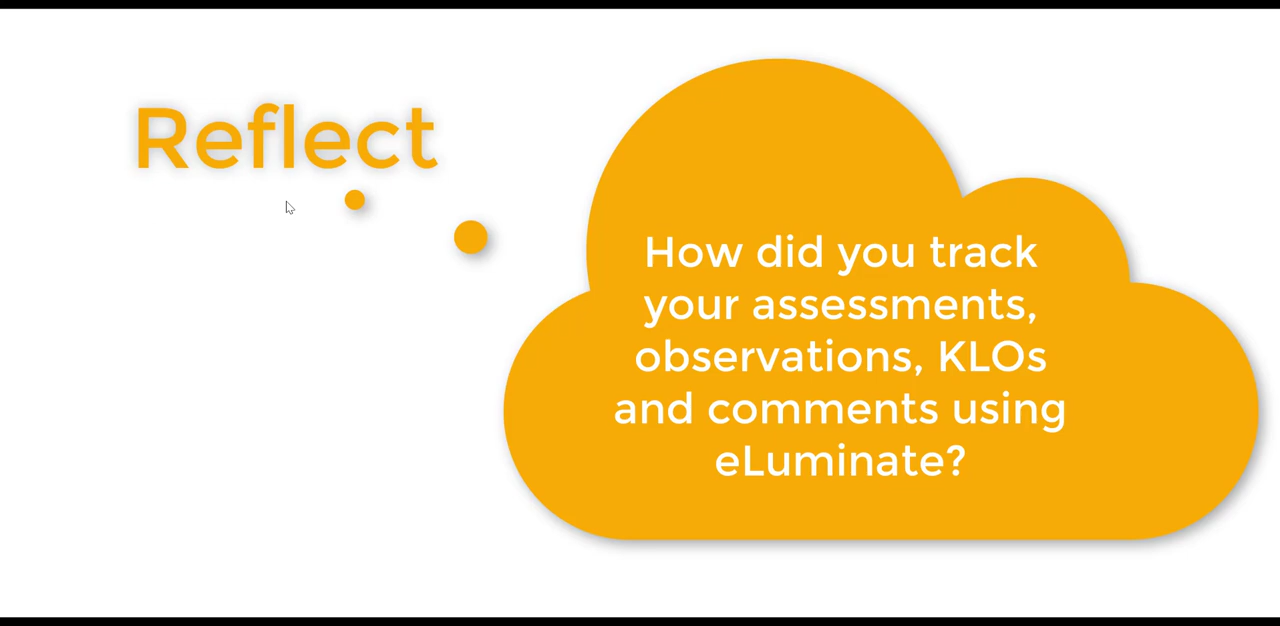 Reflect
How did you track
your assessments,
observations, KLOs
and comments using
eLuminate?